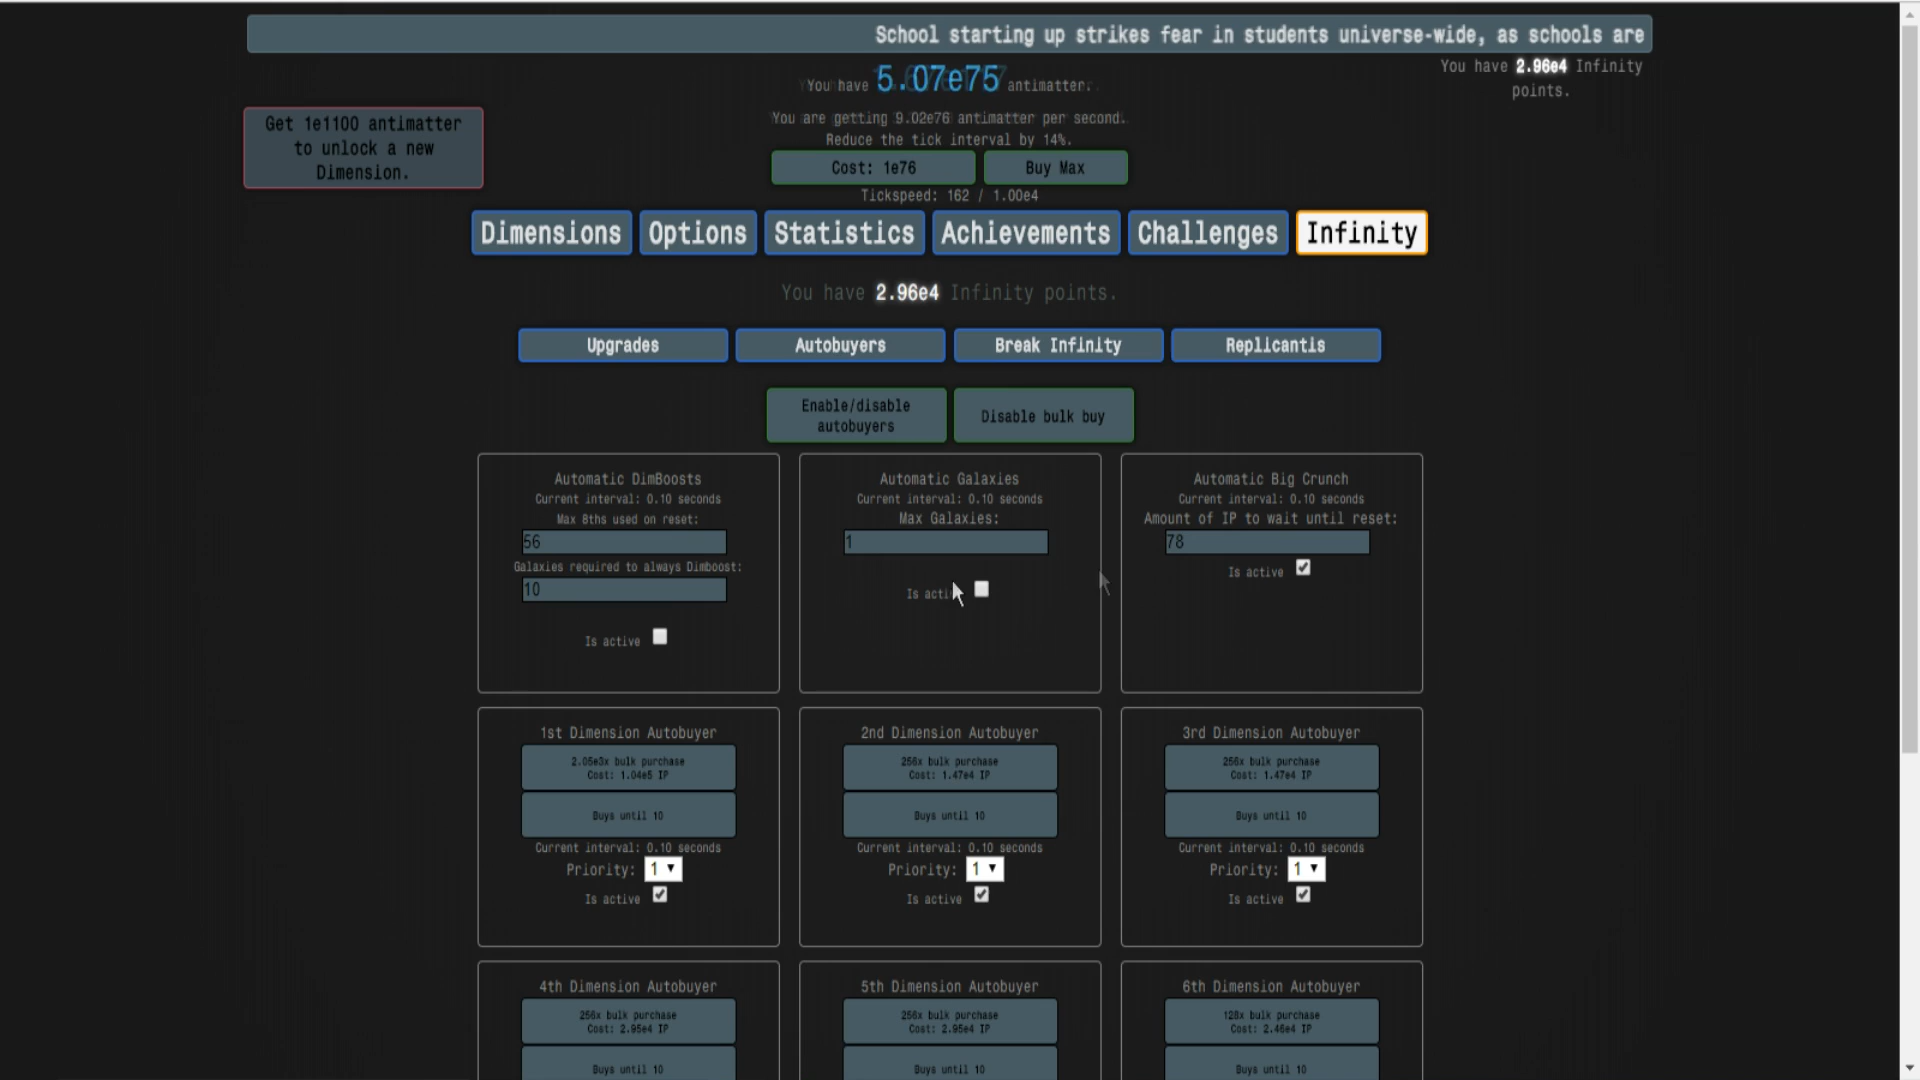 School starting up strikes fear in students universe-wide, as schools are
You have 5.07e75 antimatter.
You have 2.96e4 Infinity
points.
Get 1e1100 antimatter
to unlock a new
Dimension.
You are getting 9.02e76 antimatter per second.
Reduce the tick interval by 14%.
Cost: 1e76
Buy Max
Tickspeed: 162 / 1.00e4
Dimensions
Options
Statistics
Achievements
Challenges
Infinity
You have 2.96e4 Infinity points.
Upgrades
Autobuyers
Break Infinity
Replicantis
Enable/disable
autobuyers
Disable bulk buy
Automatic DimBoosts
Current interval: 0.10 seconds
Max 8ths used on reset:
56
Galaxies required to always Dimboost:
10
Is active
Automatic Galaxies
Current interval: 0.10 seconds
Max Galaxies:
1
Is acti
Automatic Big Crunch
Current interval: 0.10 seconds
Amount of IP to wait until reset:
78
Is active
1st Dimension Autobuyer
2.05e3x bulk purchase
Cost: 1.04e5 IP
Buys until 10
Current interval: 0.10 seconds
Priority: 1
Is active
2nd Dimension Autobuyer
256x bulk purchase
Cost: 1.47e4 IP
Buys until 10
Current interval: 0.10 seconds
Priority: 1
Is active
3rd Dimension Autobuyer
256x bulk purchase
Cost: 1.47e4 IP
Buys until 10
Current interval: 0.10 seconds
Priority: 1
Is active
4th Dimension Autobuyer
256x bulk purchase
Cost: 2.95e4 IP
Buys until 10
5th Dimension Autobuyer
256x bulk purchase
Cost: 2.95e4 IP
Buys until 10
6th Dimension Autobuyer
128x bulk purchase
Cost: 2.46e4 IP
Buys until 10